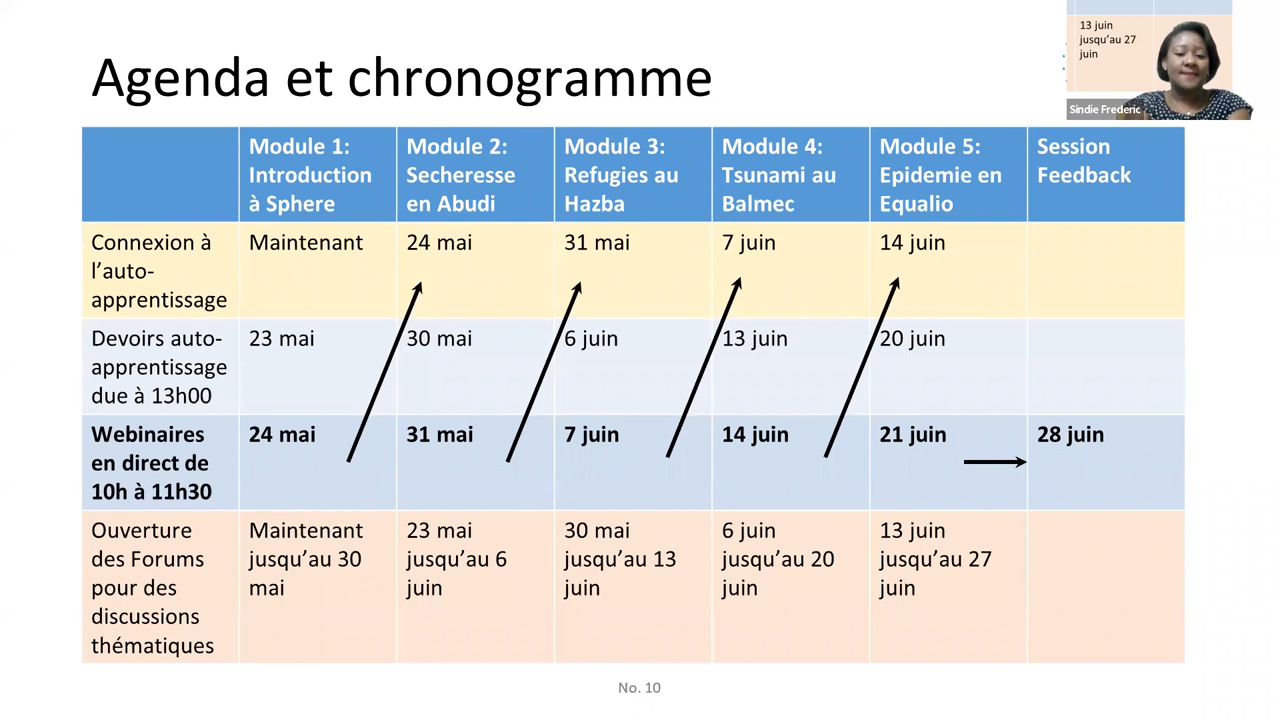 Agenda et chronogramme
13 juin
jusqu'au 27
juin
Sindie Frederic
Module 1:
Introduction
à Sphere
Module 2:
Secheresse
en Abudi
Module 3:
Refugies au
Hazba
Module 4:
Tsunami au
Balmec
Module 5:
Epidemie en
Equalio
Session
Feedback
Connexion à
l'auto-
apprentissage
Maintenant
24 mai
31 mai
7 juin
14 juin
Devoirs auto-
apprentissage
due à 13h00
23 mai
30 mai
6 juin
13 juin
20 juin
Webinaires
en direct de
10h à 11h30
24 mai
31 mai
7 juin
14 juin
21 juin
28 juin
Ouverture
des Forums
pour des
discussions
thématiques
Maintenant
jusqu'au 30
mai
23 mai
jusqu'au 6
juin
30 mai
jusqu'au 13
juin
6 juin
jusqu'au 20
juin
13 juin
jusqu'au 27
juin
No. 10